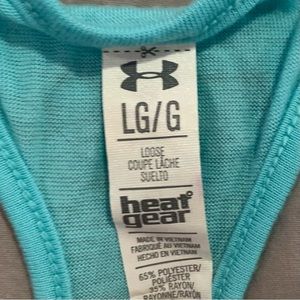 LG/G
LOOSE
COUPE LÂCHE
SUELTO
heat
gear
MADE IN VIETNAM
FABRIQUÉ AU VIETNAM
HECHO EN VIETNAM
65% POLYESTER/
POLIÉSTER
35% RAYON/
RAYONNE/RAYÓN